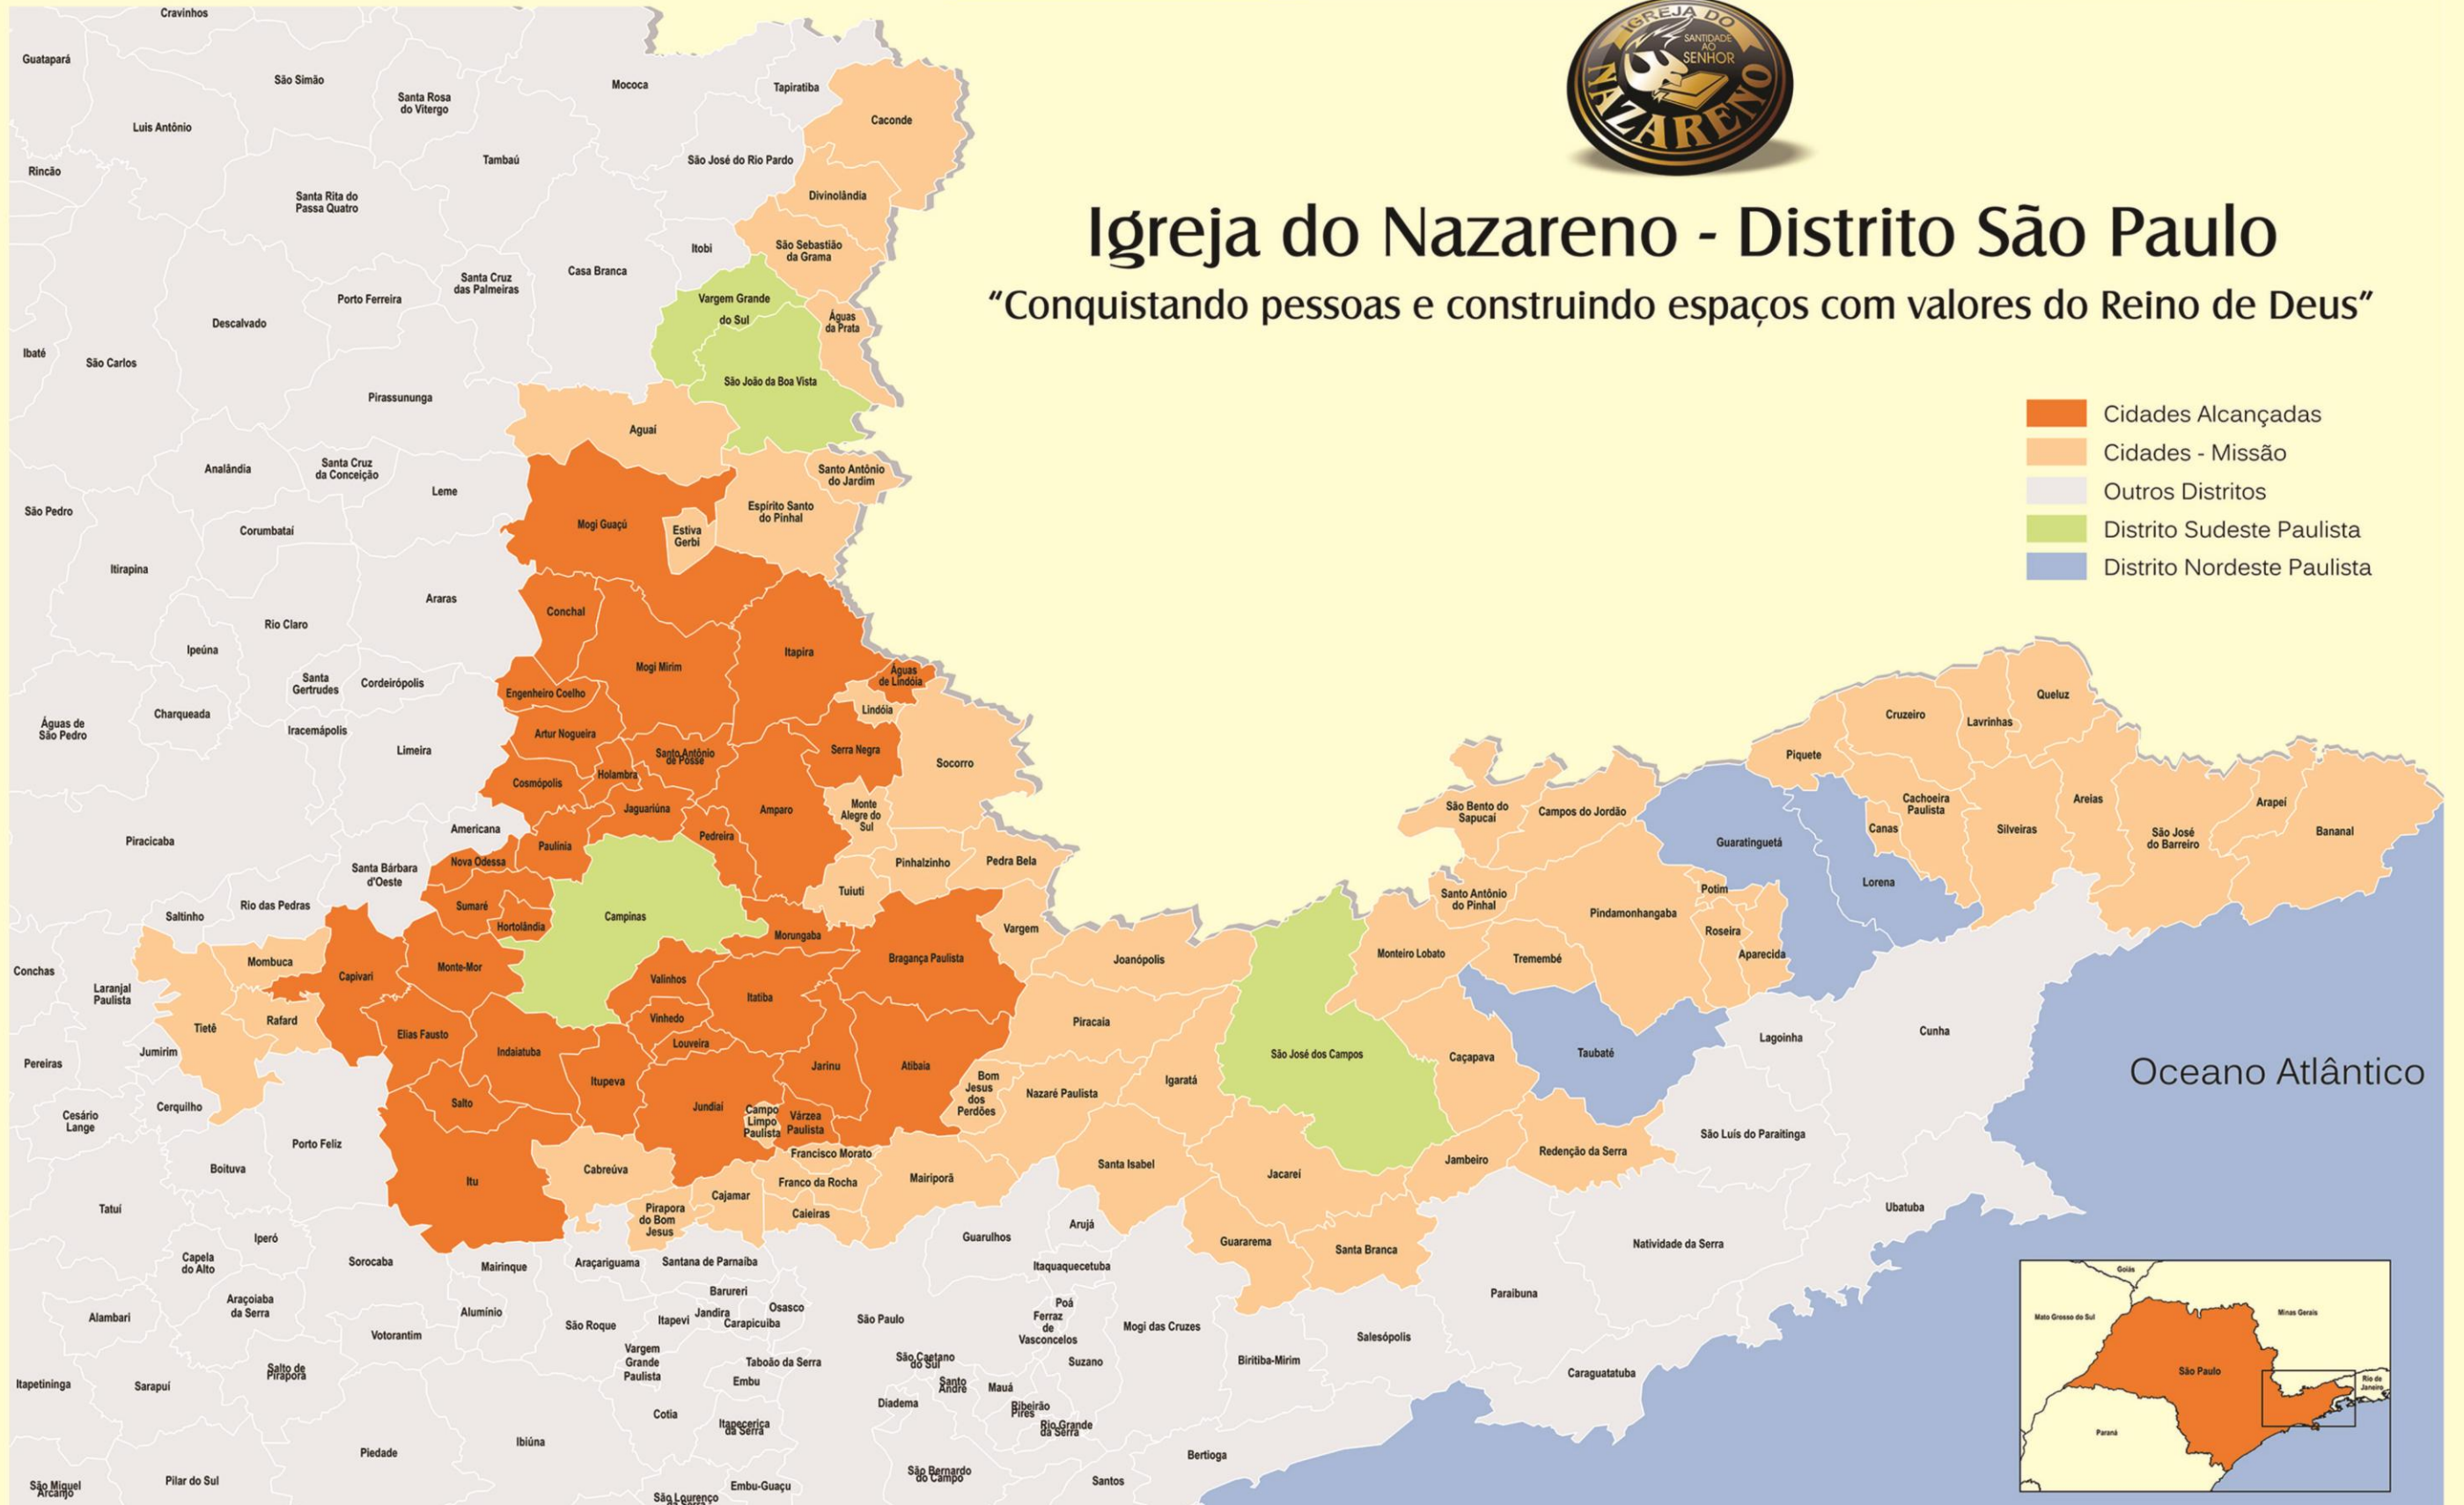 IGREJA DO
SANTIDADE
AO
SENHOR
NAZARENO
Igreja do Nazareno - Distrito São Paulo
“Conquistando pessoas e construindo espaços com valores do Reino de Deus”
Cidades Alcançadas
Cidades - Missão
Outros Distritos
Distrito Sudeste Paulista
Distrito Nordeste Paulista
Cravinhos
Guatapará
São Simão
Luis Antônio
Santa Rosa
do Vitergo
Mococa
Tapiratiba
Caconde
Rincão
Tambaú
São José do Rio Pardo
Santa Rita do
Passa Quatro
Divinolândia
Itobi
São Sebastião
da Grama
Casa Branca
Santa Cruz
das Palmeiras
Porto Ferreira
Descalvado
Vargem Grande
do Sul
Águas
da Prata
Ibaté
São Carlos
São João da Boa Vista
Pirassununga
Aguaí
Analândia
Santa Cruz
da Conceição
Leme
Santo Antônio
do Jardim
São Pedro
Corumbataí
Mogi Guaçú
Estiva
Gerbi
Espírito Santo
do Pinhal
Itirapina
Araras
Conchal
Rio Claro
Ipeúna
Mogi Mirim
Itapira
Águas
de Lindóia
Santa
Gertrudes
Cordeirópolis
Engenheiro Coelho
Lindóia
Águas de
São Pedro
Charqueada
Iracemápolis
Limeira
Artur Nogueira
Santo Antônio
de Posse
Serra Negra
Socorro
Holambra
Cosmópolis
Jaguariúna
Amparo
Monte
Alegre do
Sul
Piracicaba
Americana
Paulínia
Pedreira
Nova Odessa
Santa Bárbara
d'Oeste
Pinhalzinho
Pedra Bela
Tuiuti
Saltinho
Rio das Pedras
Sumaré
Hortolândia
Campinas
Morungaba
Vargem
Bragança Paulista
Joanópolis
Conchas
Laranjal
Paulista
Mombuca
Capivari
Monte-Mor
Valinhos
Itatiba
Tietê
Rafard
Elias Fausto
Indaiatuba
Vinhedo
Louveira
Piracaia
Jumirim
Pereiras
Itupeva
Jarinu
Atibaia
Bom
Jesus
dos
Perdões
Nazaré Paulista
Igaratá
Cerquilho
Cesário
Lange
Salto
Jundiaí
Campo
Limpo
Paulista
Várzea
Paulista
Porto Feliz
Boituva
Itu
Cabreúva
Francisco Morato
Franco da Rocha
Mairiporã
Santa Isabel
Cajamar
Caieiras
Pirapora
do Bom
Jesus
Tatuí
Iperó
Capela
do Alto
Sorocaba
Mairinque
Araçariguama
Santana de Parnaíba
Guarulhos
Arujá
Itaquaquecetuba
Araçoiaba
da Serra
Alambari
Alumínio
Votorantim
São Roque
Barureri
Itapevi
Jandira
Carapicuiba
Osasco
São Paulo
Poá
Ferraz
de
Vasconcelos
Mogi das Cruzes
Suzano
Vargem
Grande
Paulista
Taboão da Serra
Embu
São Caetano
do Sul
Santo
André
Mauá
Diadema
Ribeirão
Pires
Rio Grande
da Serra
Itapetininga
Sarapuí
Salto de
Pirapora
Cotia
Itapecerica
da Serra
Ibiúna
Piedade
Pilar do Sul
São Miguel
Arcanjo
São Lourenço
Embu-Guaçu
São Bernardo
do Campo
Santos
Bertioga
Biritiba-Mirim
Salesópolis
Caraguatatuba
Paraibuna
Natividade da Serra
Ubatuba
São Luís do Paraitinga
Cunha
Lagoinha
Queluz
Cruzeiro
Lavrinhas
Piquete
São Bento do
Sapucaí
Campos do Jordão
Guaratinguetá
Lorena
Canas
Cachoeira
Paulista
Silveiras
Areias
São José
do Barreiro
Arapeí
Bananal
Santo Antônio
do Pinhal
Potim
Pindamonhangaba
Roseira
Aparecida
Monteiro Lobato
Tremembé
São José dos Campos
Caçapava
Taubaté
Jacareí
Jambeiro
Redenção da Serra
Guararema
Santa Branca
Oceano Atlântico
Goiás
Mato Grosso do Sul
Minas Gerais
São Paulo
Rio de
Janeiro
Paraná